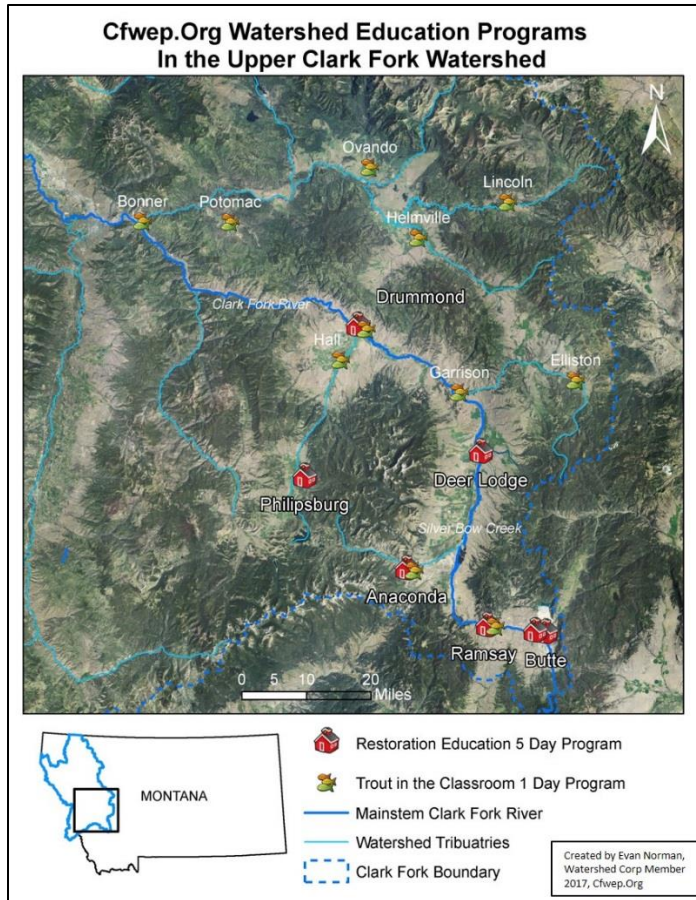 Cfwep.Org Watershed Education Programs
In the Upper Clark Fork Watershed
N
Ovando
Lincoln
Bonner
Potomac
Helmville
Clark Fork River
Drummond
Hall
Garrison
Elliston
Deer Lodge
Philipsburg
Silver Bow Creek
Anaconda
Ramsay
Butte
0 5 10 20
Miles
MONTANA
Restoration Education 5 Day Program
Trout in the Classroom 1 Day Program
Mainstem Clark Fork River
Watershed Tributries
Clark Fork Boundary
Created by Evan Norman,
Watershed Corp Member
2017, Cfwep.Org